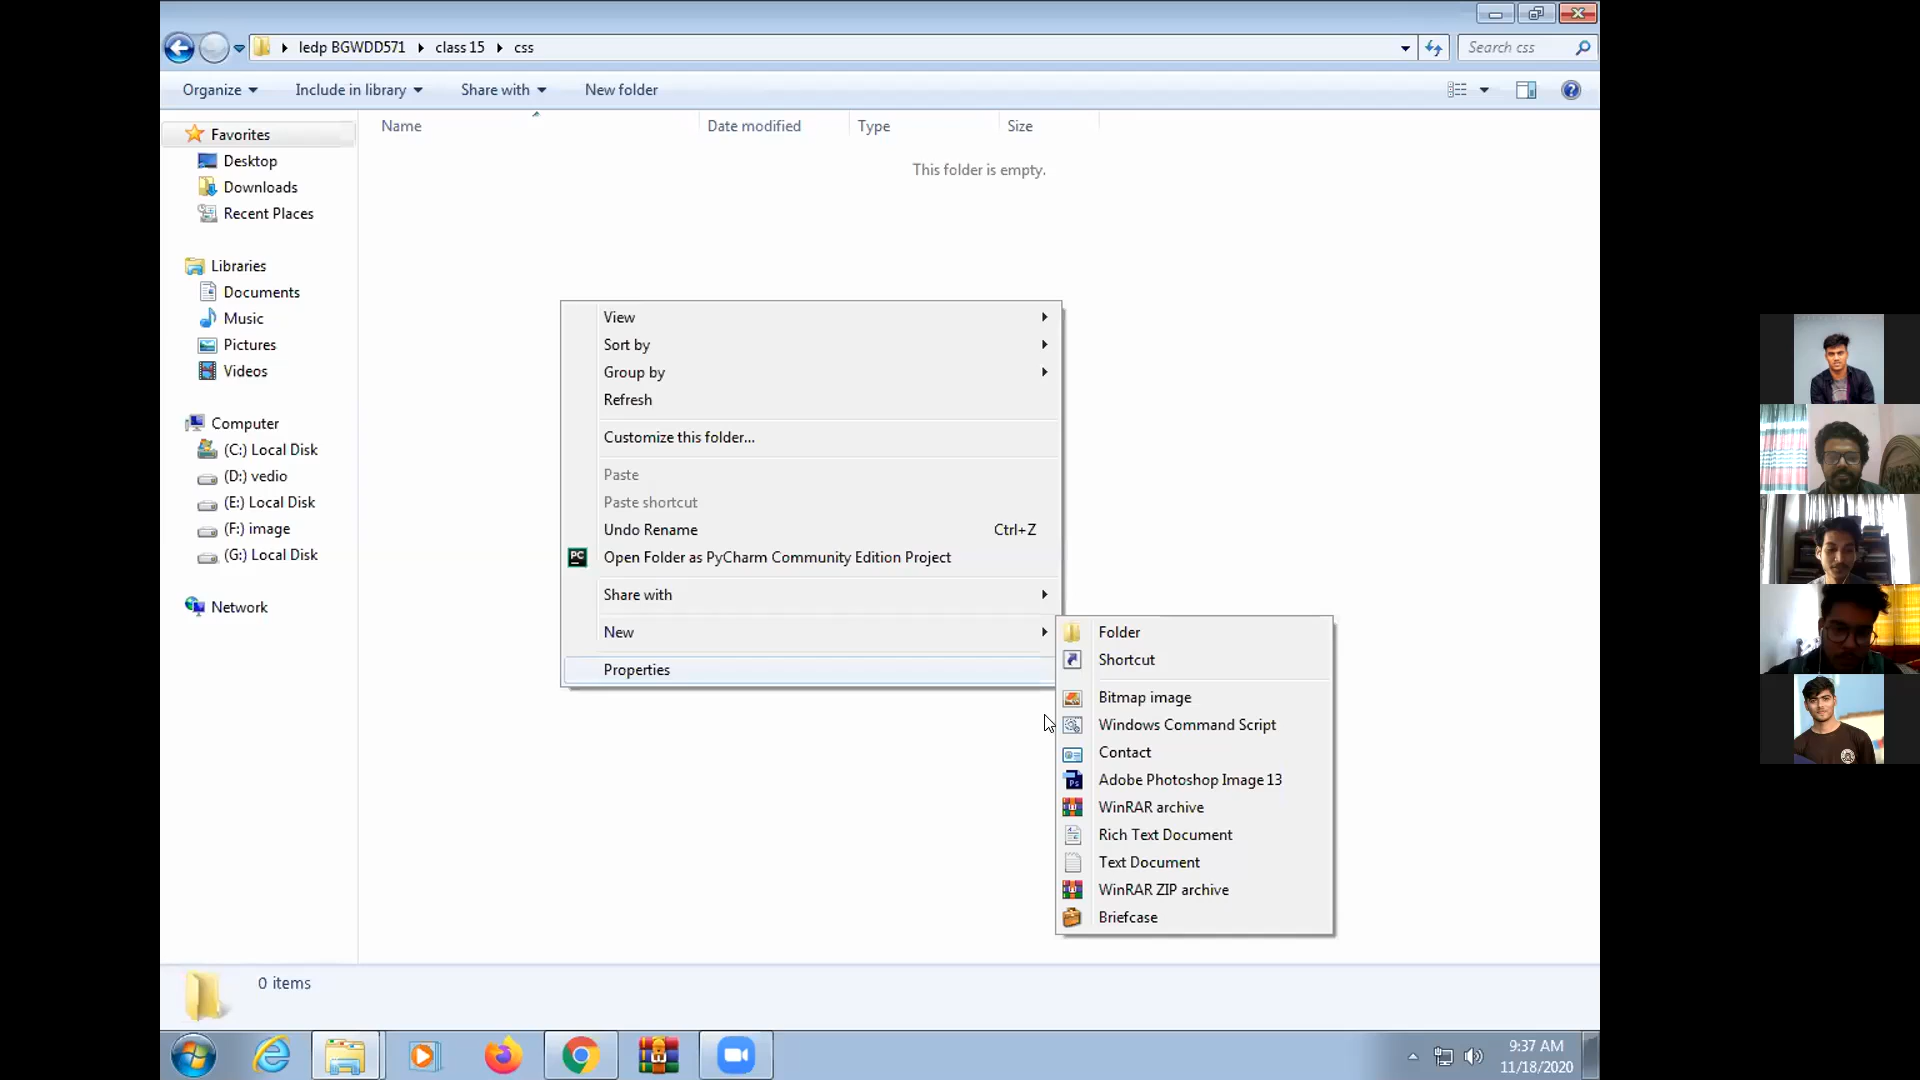 ledp BGWDD571 class 15 css
Search css
Organize Include in library Share with New folder
Name Date modified Type Size
This folder is empty.
Favorites
Desktop
Downloads
Recent Places
Libraries
Documents
Music
Pictures
Videos
Computer
(C:) Local Disk
(D:) vedio
(E:) Local Disk
(F:) image
(G:) Local Disk
Network
View
Sort by
Group by
Refresh
Customize this folder...
Paste
Paste shortcut
Undo Rename Ctrl+Z
PC Open Folder as PyCharm Community Edition Project
Share with
New
Properties
Folder
Shortcut
Bitmap image
Windows Command Script
Contact
Ps Adobe Photoshop Image 13
WinRAR archive
Rich Text Document
Text Document
WinRAR ZIP archive
Briefcase
0 items
9:37 AM
11/18/2020